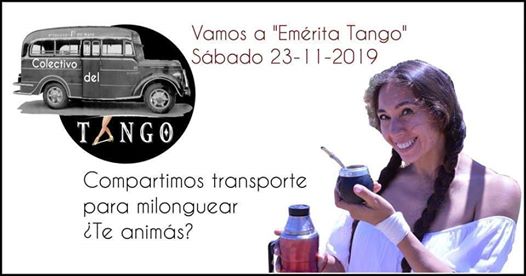 Vamos a "Emérita Tango"
Sábado 23-11-2019
Colectivo
del
TANGO
Compartimos transporte
para milonguear
¿Te animás?